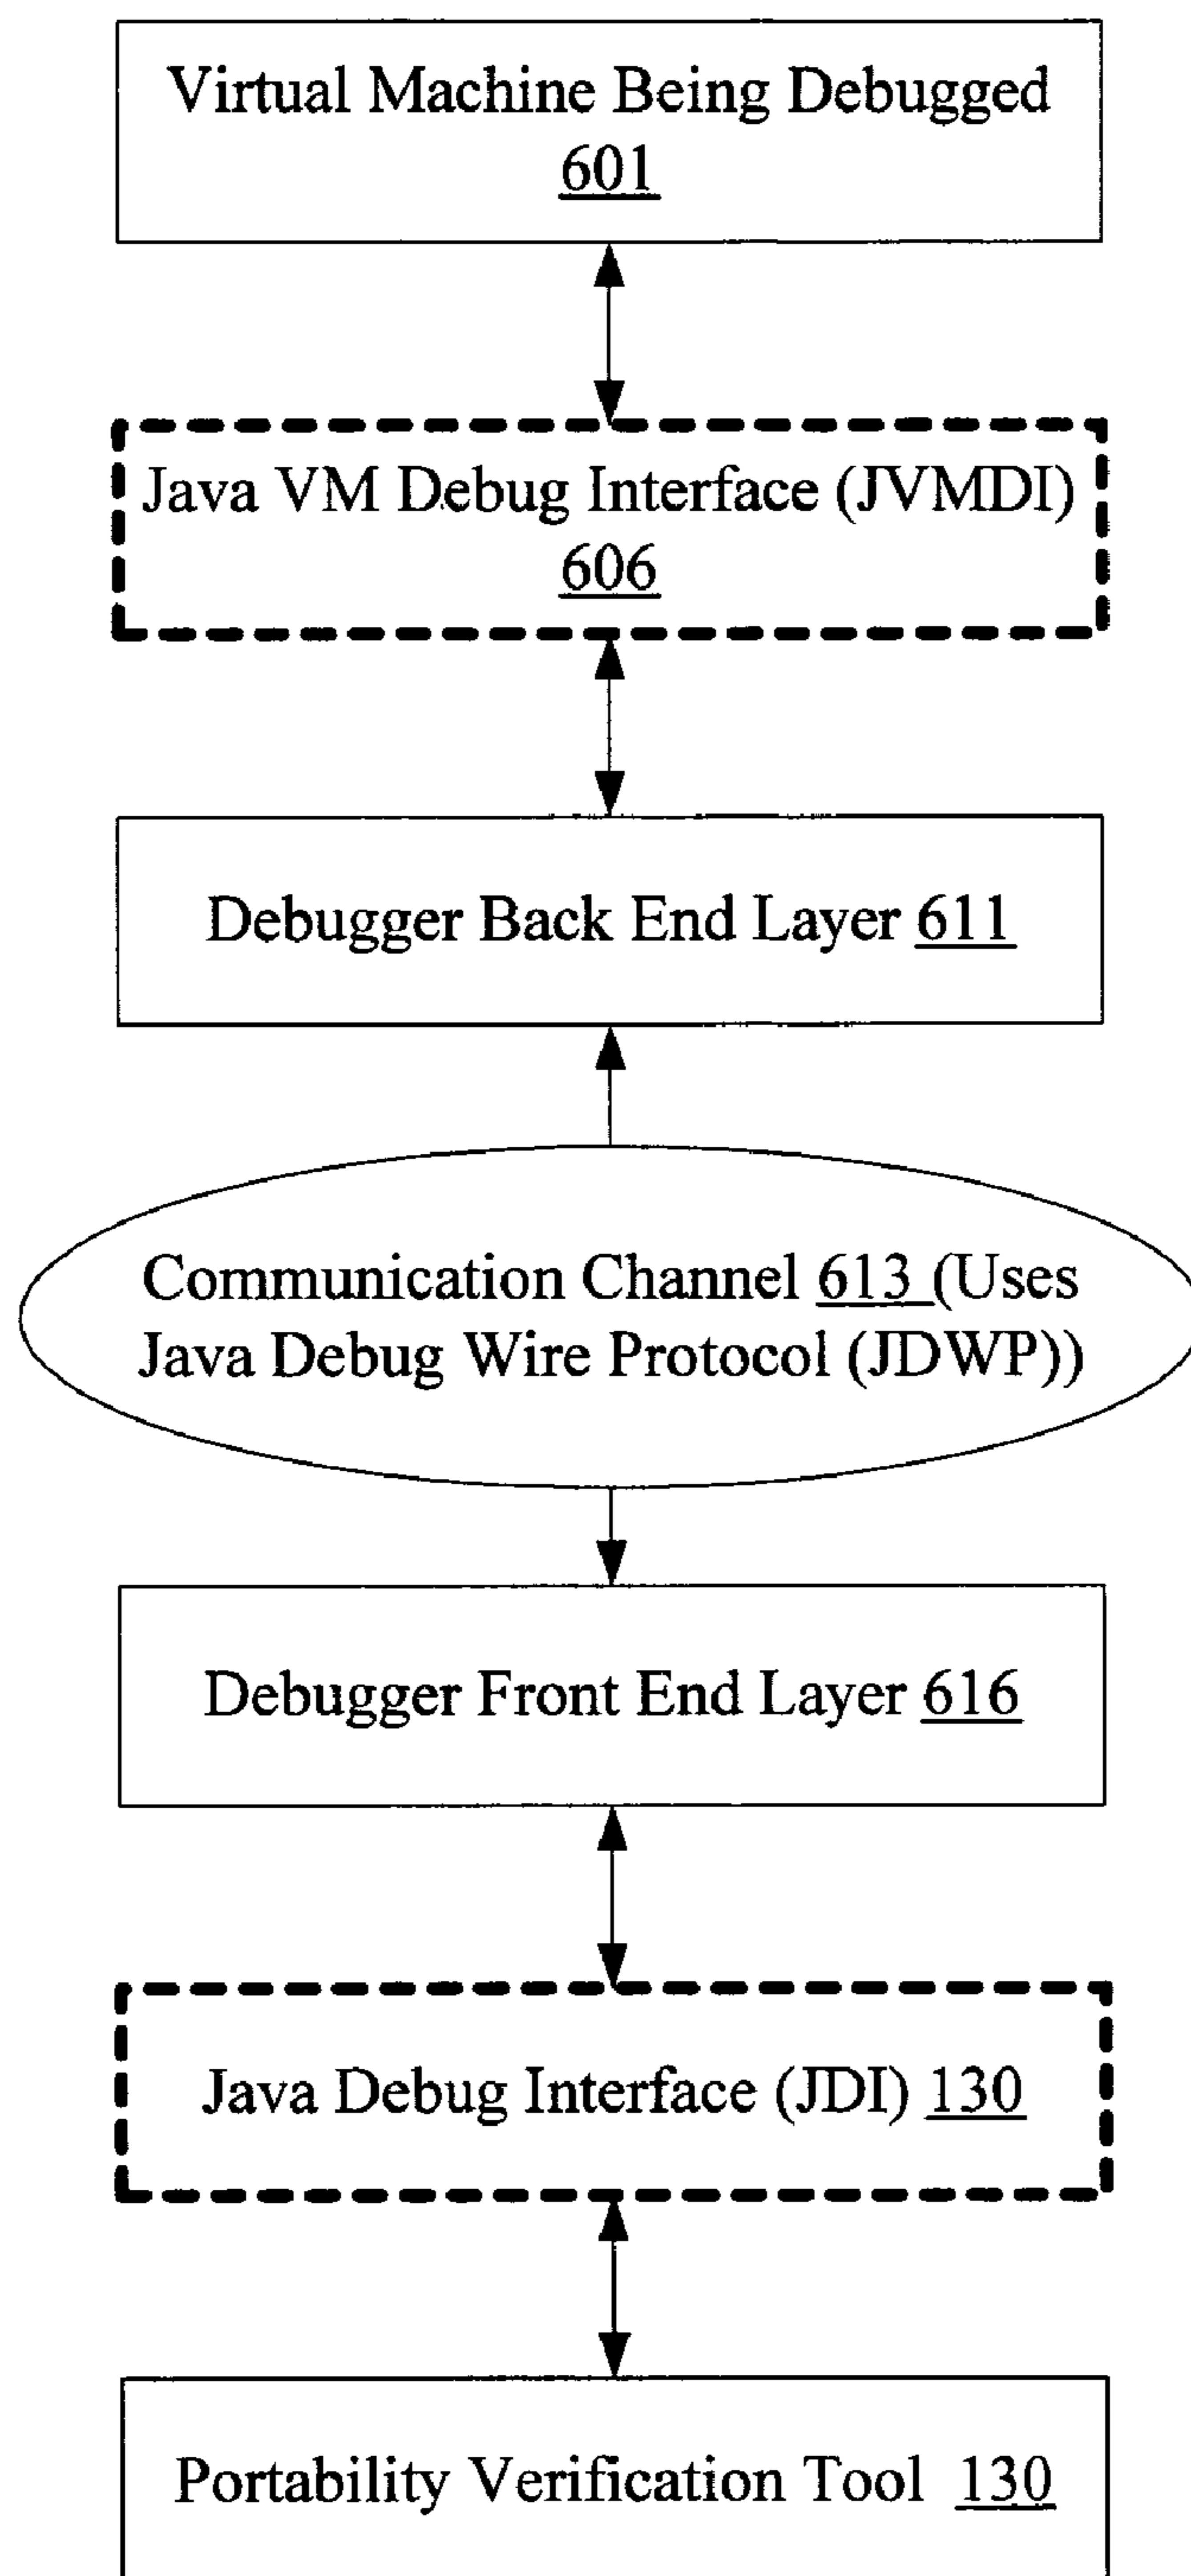 Virtual Machine Being Debugged
601
Java VM Debug Interface (JVMDI)
606
Debugger Back End Layer 611
Communication Channel 613 (Uses
Java Debug Wire Protocol (JDWP))
Debugger Front End Layer 616
Java Debug Interface (JDI) 130
Portability Verification Tool 130